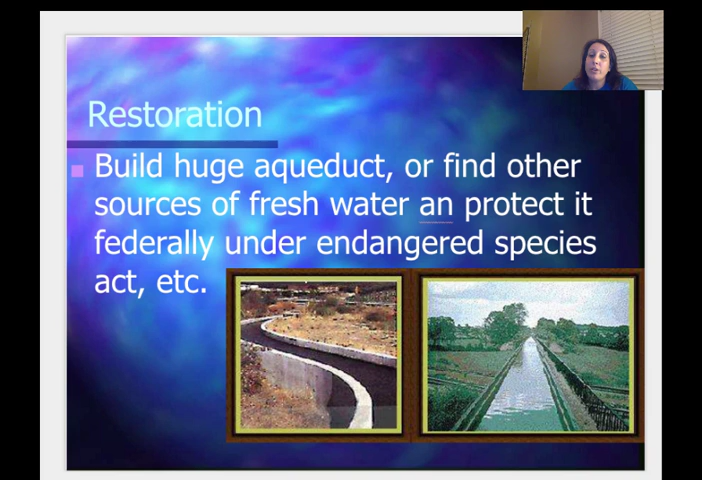 Restoration
Build huge aqueduct, or find other
sources of fresh water an protect it
federally under endangered species
act, etc.